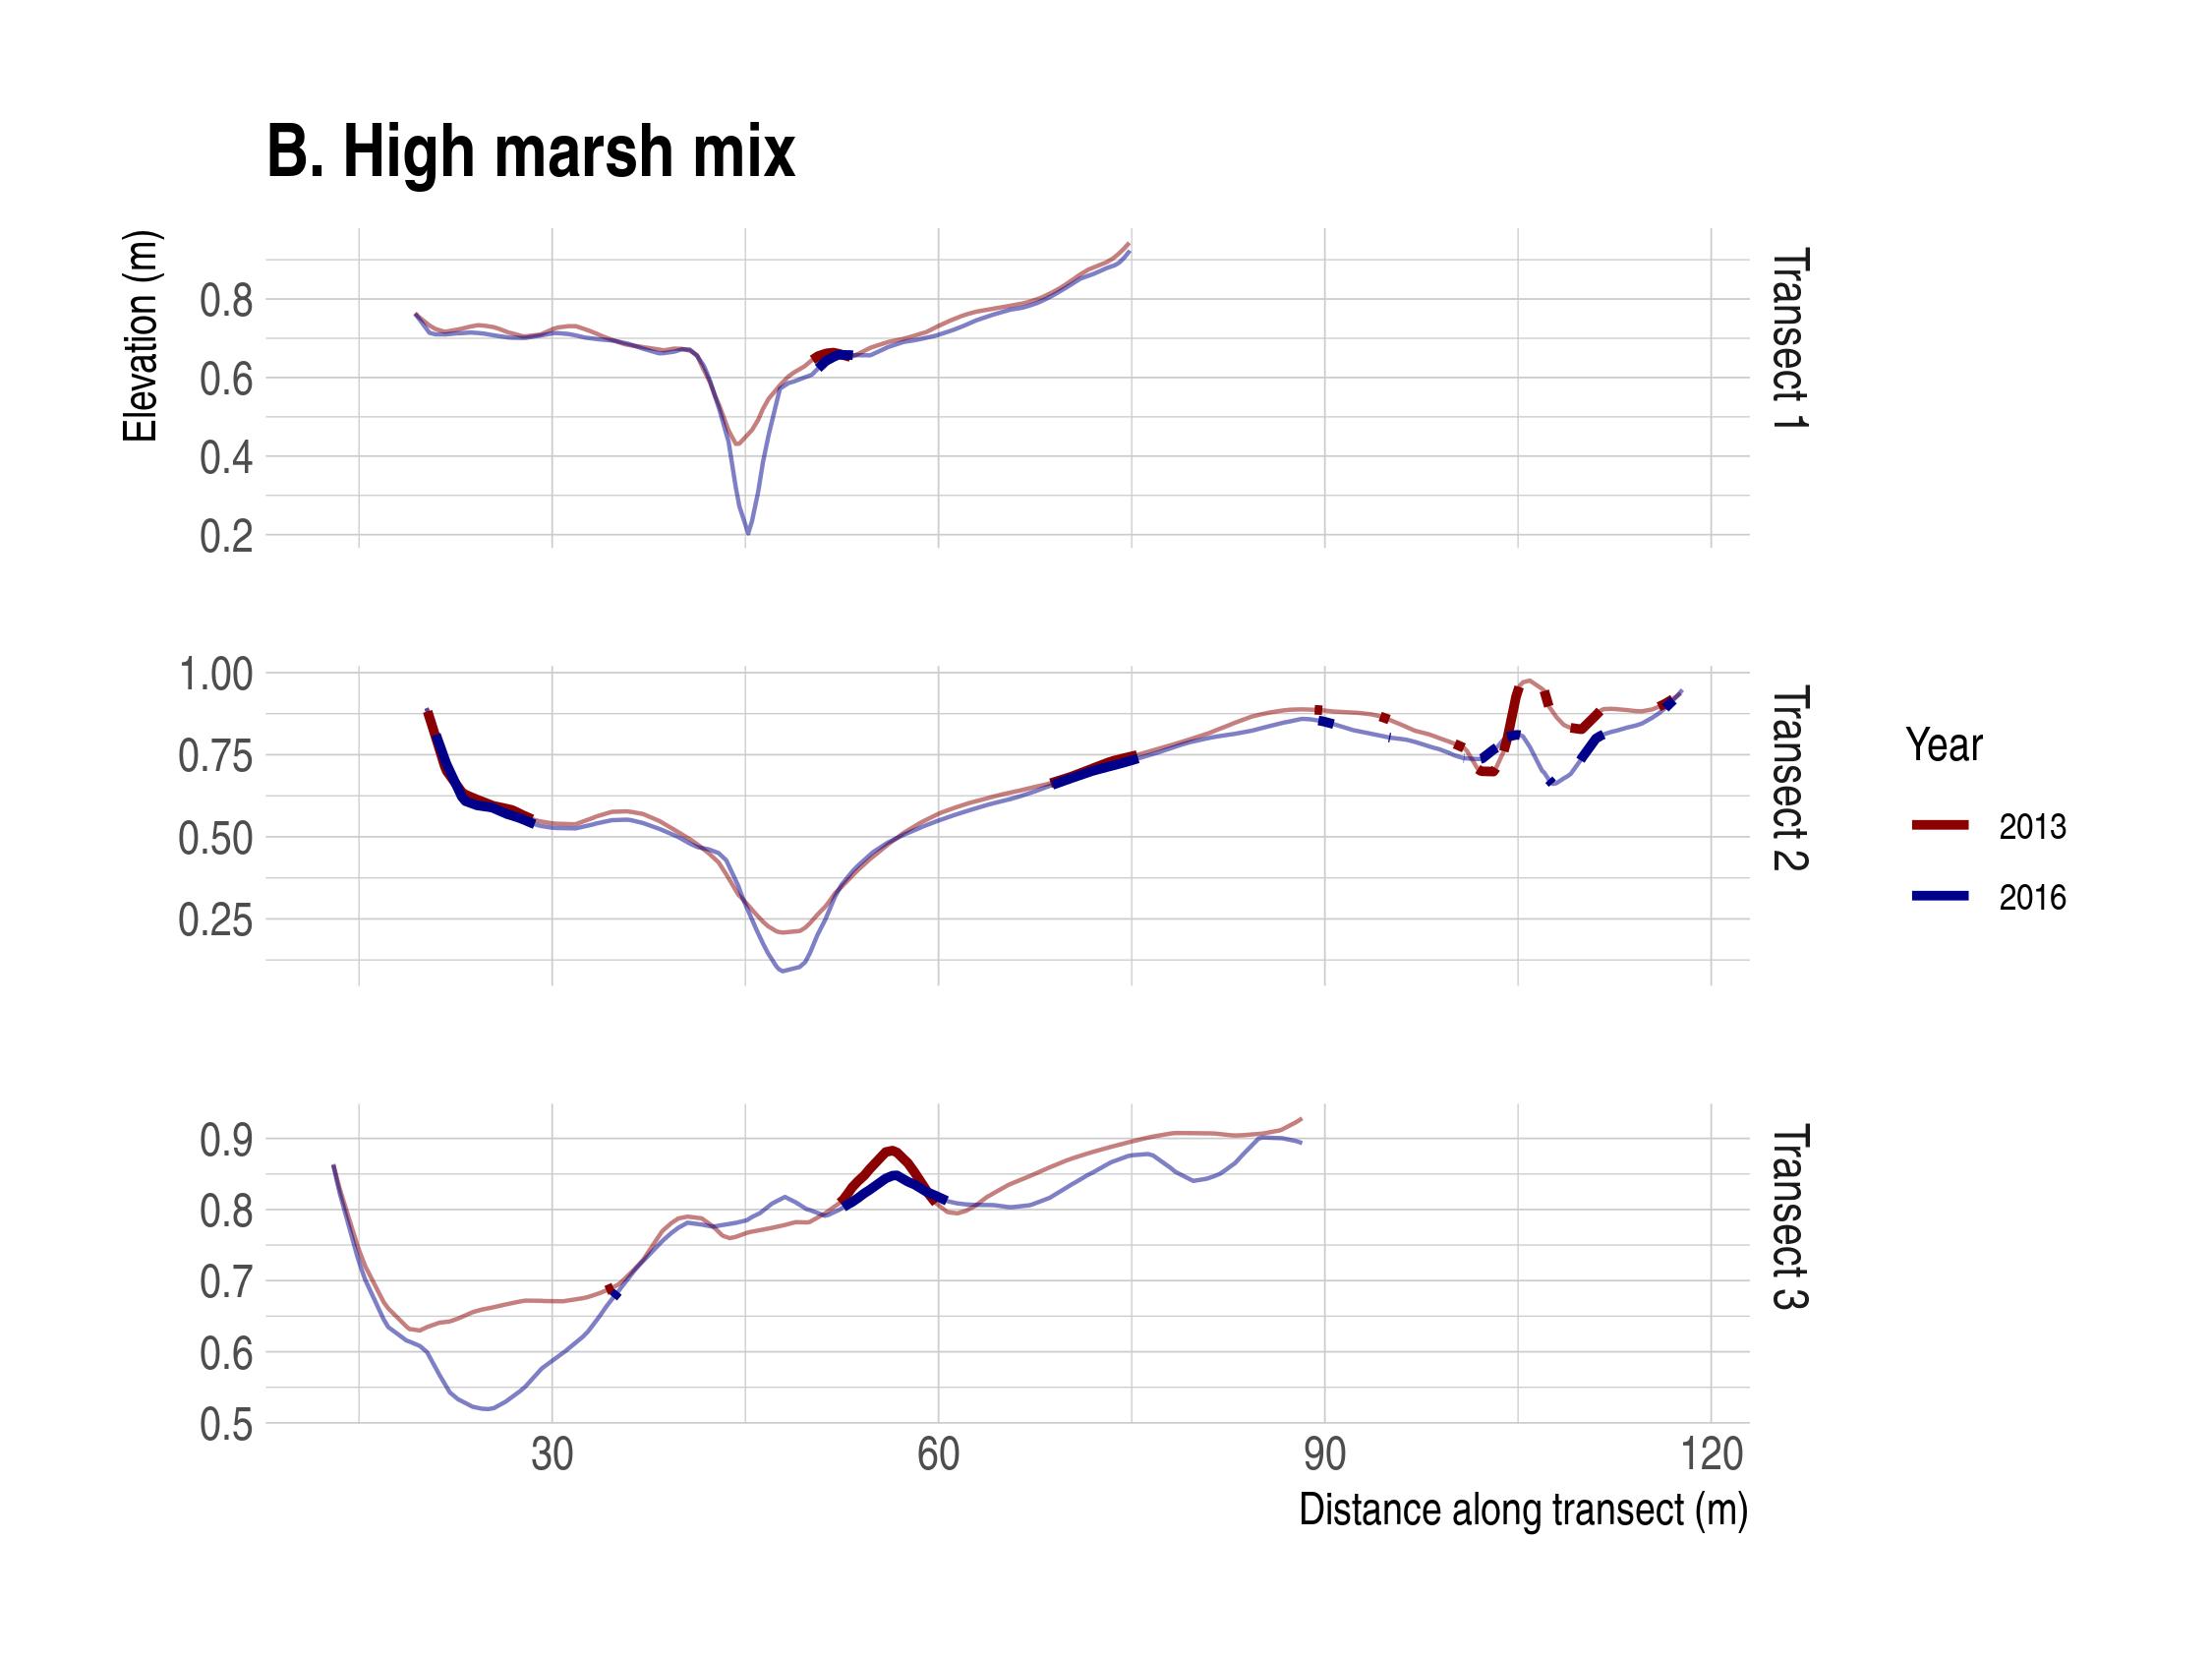 B. High marsh mix
Elevation (m)
0.8
0.6
0.4
0.2
Transect 1
1.00
0.75
0.50
0.25
Transect 2
0.9
0.8
0.7
0.6
0.5
Transect 3
30 60 90 120
Distance along transect (m)
Year
2013
2016